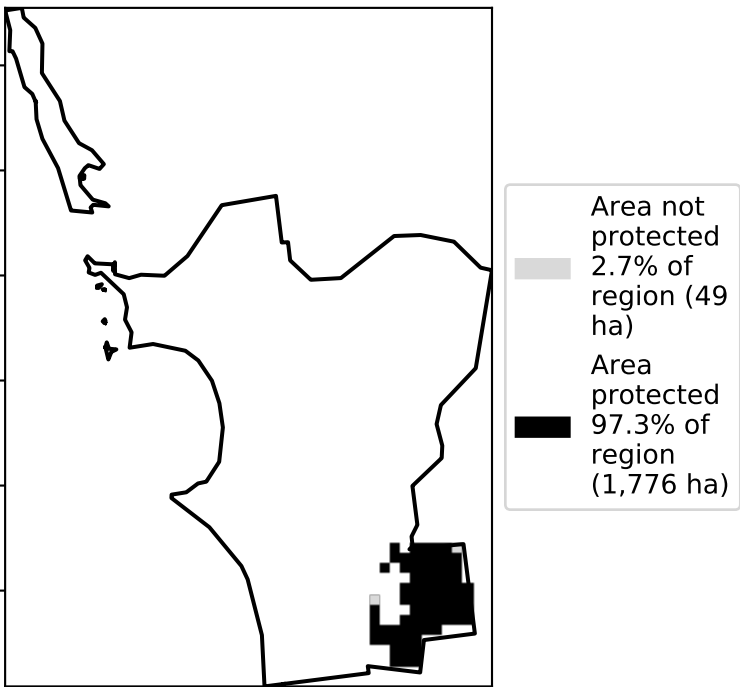 Area not
protected
2.7% of
region (49
ha)
Area
protected
97.3% of
region
(1,776 ha)